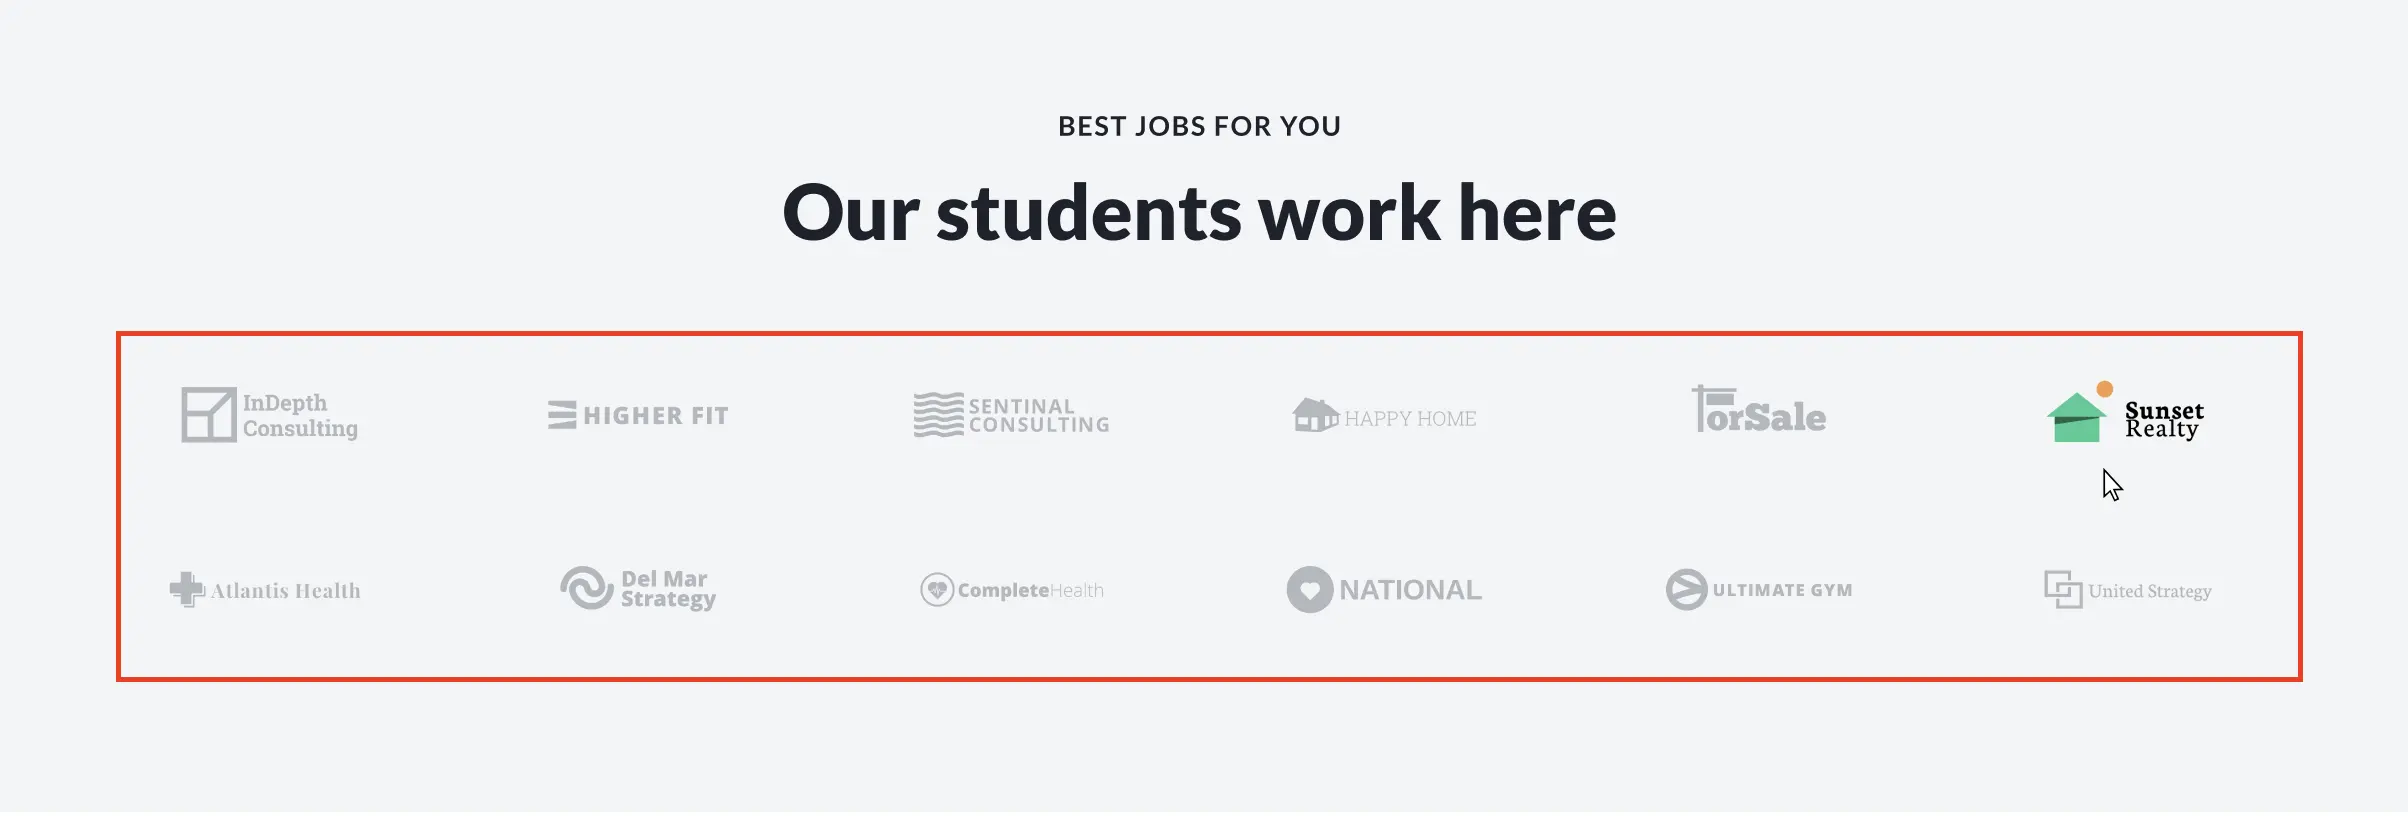 BEST JOBS FOR YOU
Our students work here
InDepth
Consulting
HIGHER FIT
SENTINAL
CONSULTING
HAPPY HOME
forSale
Sunset
Realty
Atlantis Health
Del Mar
Strategy
CompleteHealth
NATIONAL
ULTIMATE GYM
United Strategy